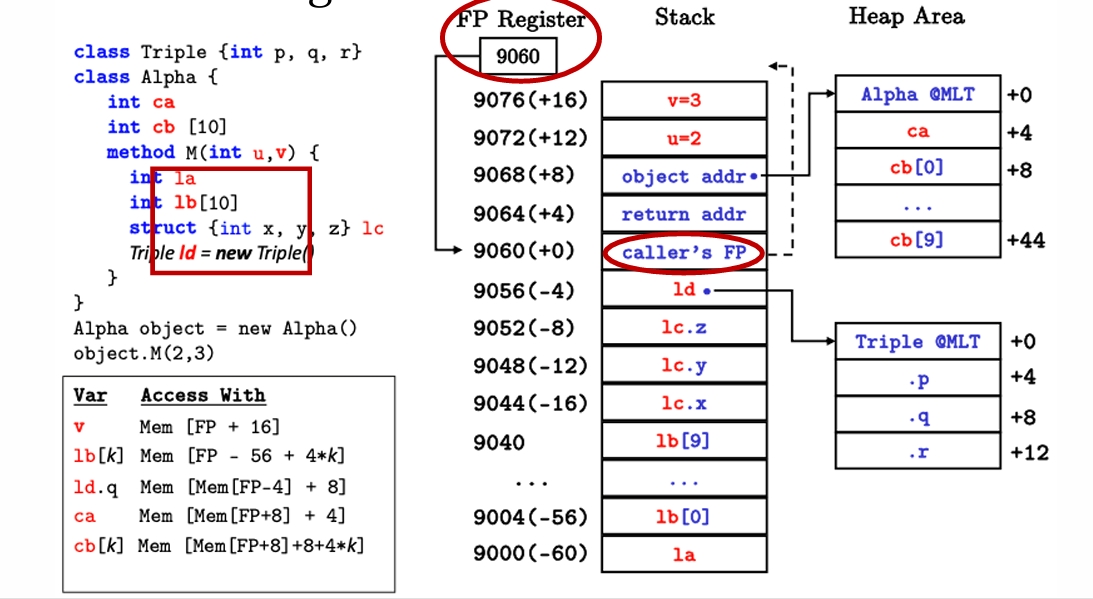 FP Register
Stack
Heap Area
class Triple {int p, q, r}
class Alpha {
int ca
int cb [10]
method M(int u,v) {
int la
int lb[10]
struct {int x, y, z} lc
Triple ld = new Triple()
}
}
Alpha object = new Alpha()
object.M(2,3)
Var Access With
v Mem [FP + 16]
lb[k] Mem [FP - 56 + 4*k]
ld.q Mem [Mem[FP-4] + 8]
ca Mem [Mem[FP+8] + 4]
cb[k] Mem [Mem[FP+8]+8+4*k]
9060
9076(+16) v=3
9072(+12) u=2
9068(+8) object addr
9064(+4) return addr
9060(+0) caller's FP
9056(-4) ld
9052(-8) lc.z
9048(-12) lc.y
9044(-16) lc.x
9040 lb[9]
... ...
9004(-56) lb[0]
9000(-60) la
Alpha @MLT +0
ca +4
cb[0] +8
...
cb[9] +44
Triple @MLT +0
.p +4
.q +8
.r +12